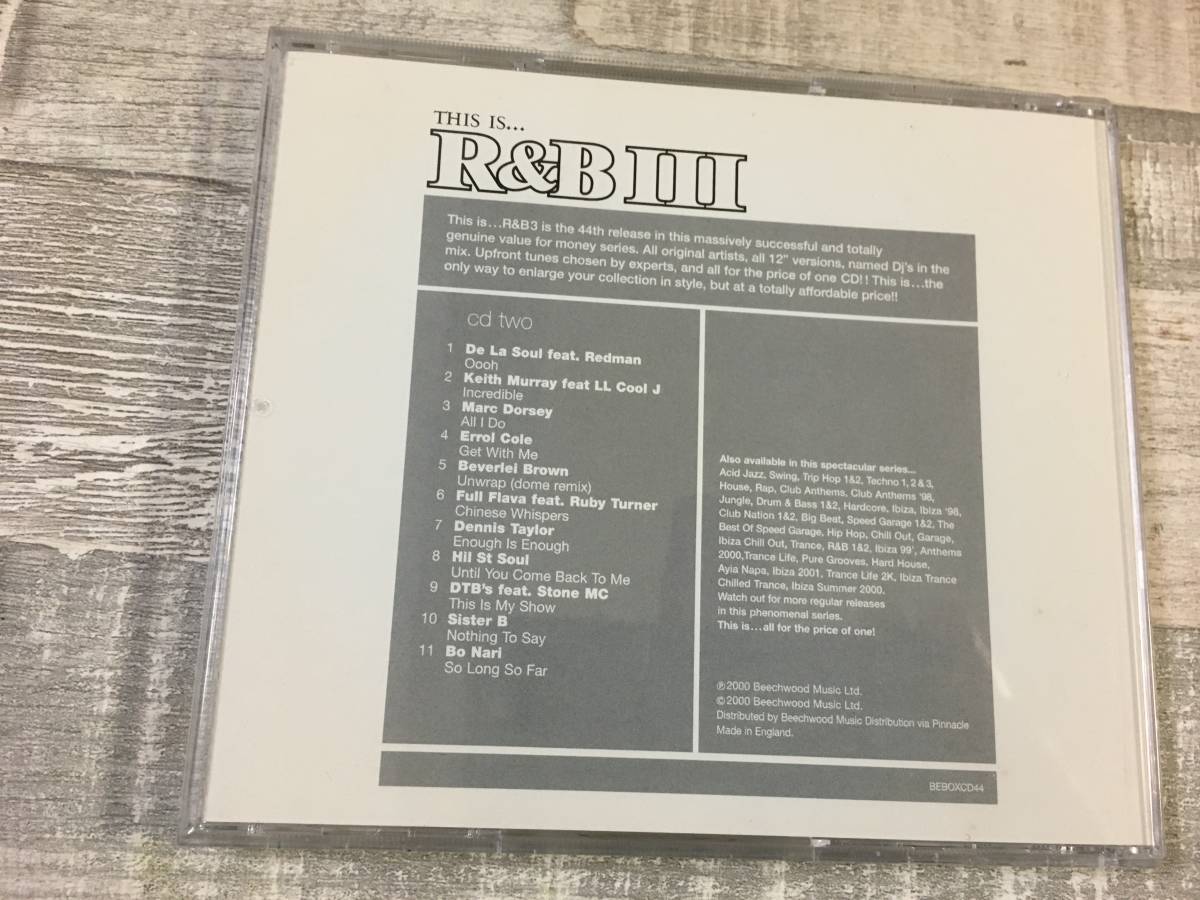 THIS IS...
R&B III
This is...R&B3 is the 44th release in this massively successful and totally
genuine value for money series. All original artists, all 12" versions, named Dj's in the
mix. Upfront tunes chosen by experts, and all for the price of one CD!! This is...the
only way to enlarge your collection in style, but at a totally affordable price!!
cd two
1 De La Soul feat. Redman
Oooh
2 Keith Murray feat LL Cool J
Incredible
3 Marc Dorsey
All I Do
4 Errol Cole
Get With Me
5 Beverlei Brown
Unwrap (dome remix)
6 Full Flava feat. Ruby Turner
Chinese Whispers
7 Dennis Taylor
Enough Is Enough
8 Hil St Soul
Until You Come Back To Me
9 DTB's feat. Stone MC
This Is My Show
10 Sister B
Nothing To Say
11 Bo Nari
So Long So Far
Also available in this spectacular series...
Acid Jazz, Swing, Trip Hop 1&2, Techno 1, 2 & 3,
House, Rap, Club Anthems, Club Anthems '98,
Jungle, Drum & Bass 1&2, Hardcore, Ibiza, Ibiza '98,
Club Nation 1&2, Big Beat, Speed Garage 1&2, The
Best Of Speed Garage, Hip Hop, Chill Out, Garage,
Ibiza Chill Out, Trance, R&B 1&2, Ibiza 99', Anthems
2000,Trance Life, Pure Grooves, Hard House,
Ayia Napa, Ibiza 2001, Trance Life 2K, Ibiza Trance
Chilled Trance, Ibiza Summer 2000.
Watch out for more regular releases
in this phenomenal series.
This is...all for the price of one!
℗2000 Beechwood Music Ltd.
©2000 Beechwood Music Ltd.
Distributed by Beechwood Music Distribution via Pinnacle
Made in England.
BEBOXCD44